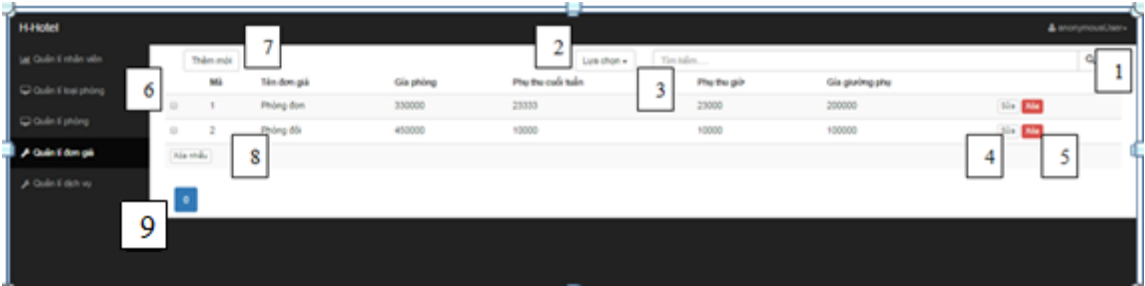 H-Hotel
anonymousUser
Quản lí nhân viên
7
2
1
Thêm mới
Lựa chọn
Tìm kiếm....
Quản lí loại phòng
6
3
Mã
Tên đơn giá
Gía phòng
Phụ thu cuối tuần
Phụ thu giờ
Gía giường phụ
1
Phòng đơn
330000
23333
23000
200000
Sửa
Xóa
Quản lí phòng
2
Phòng đôi
450000
10000
10000
100000
Sửa
Xóa
Quản lí đơn giá
Xóa nhiều
8
4
5
Quản lí dịch vụ
0
9